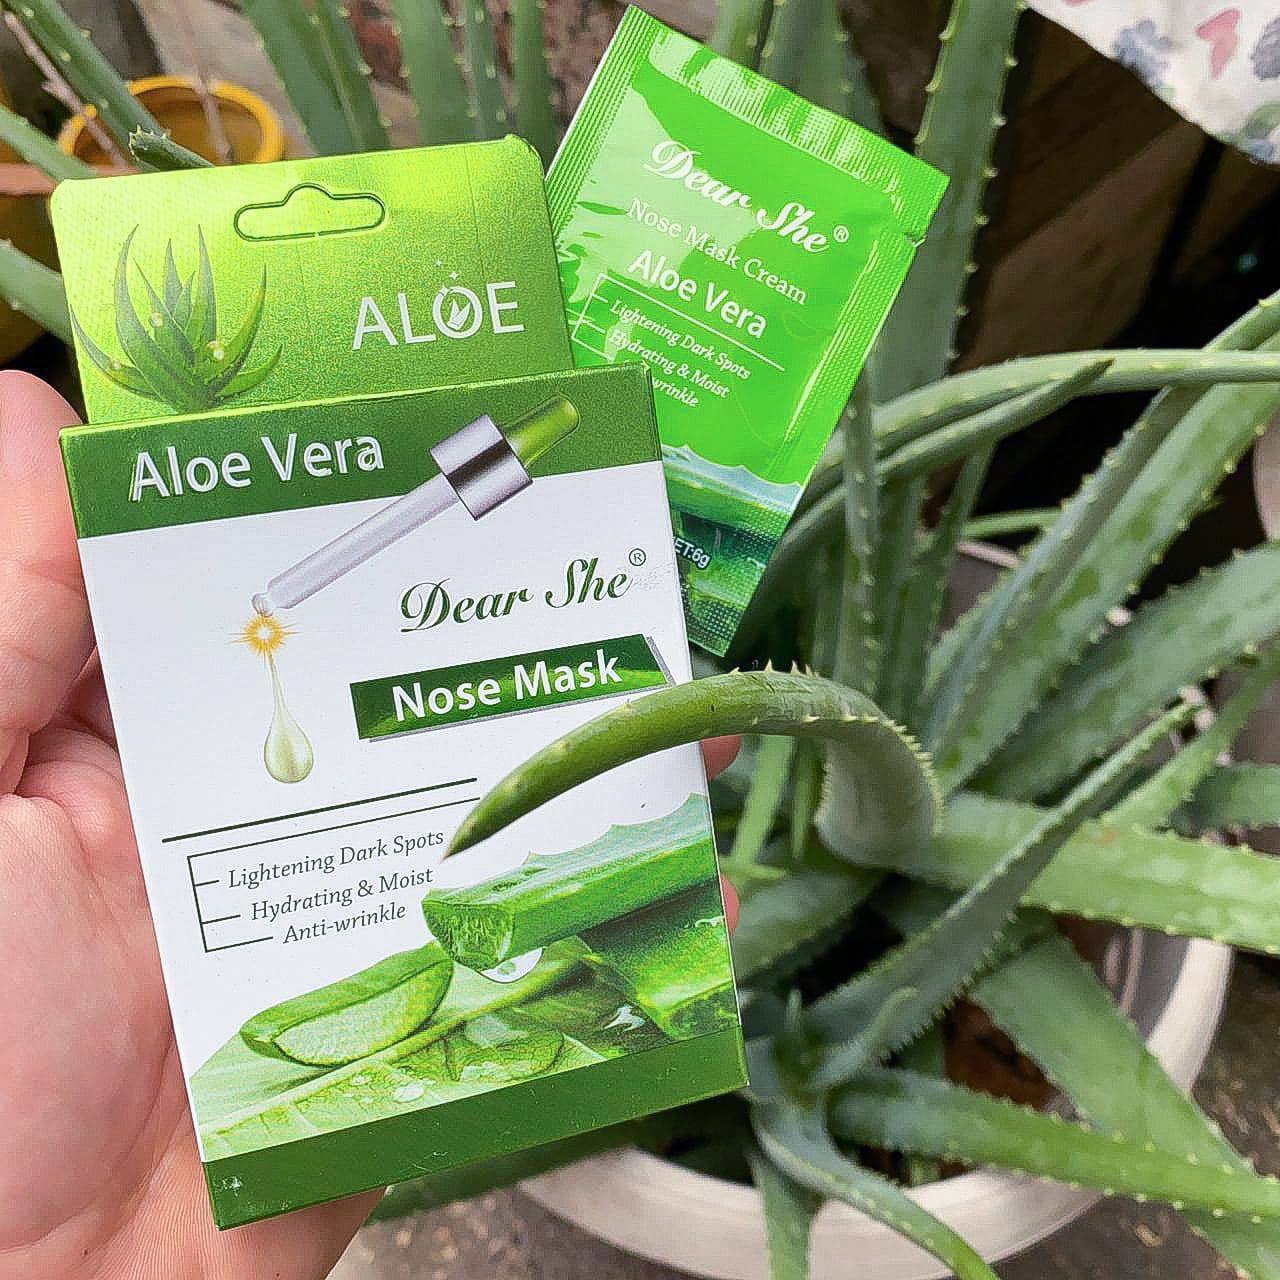 ALOE
Aloe Vera
Dear She®
Nose Mask
Lightening Dark Spots
Hydrating & Moist
Anti-wrinkle
Dear She®
Nose Mask Cream
Aloe Vera
Lightening Dark Spots
Hydrating & Moist
wrinkle
ET:6g